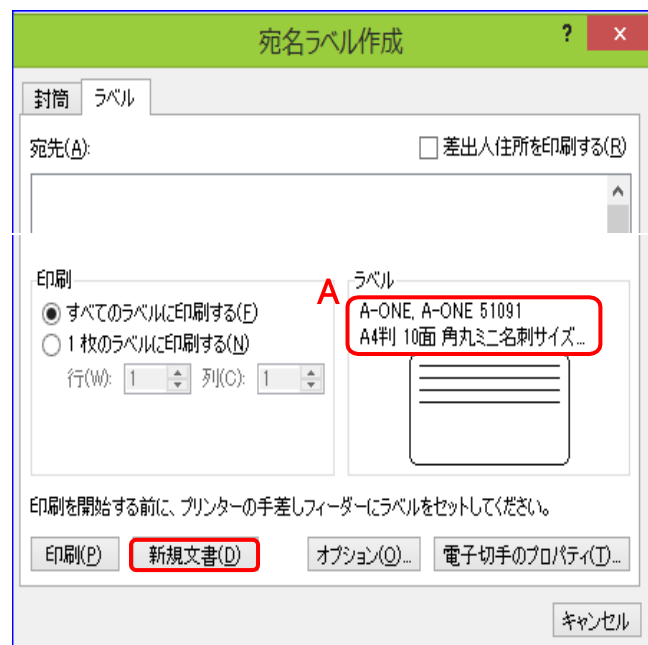 宛名ラベル作成 ? ×
封筒 ラベル
宛先(A): 差出人住所を印刷する(R)
印刷 A ラベル
すべてのラベルに印刷する(F) A-ONE, A-ONE 51091
1 枚のラベルに印刷する(N) A4判 10面 角丸ミニ名刺サイズ...
行(W): 1 列(C): 1
印刷を開始する前に、プリンターの手差しフィーダーにラベルをセットしてください。
印刷(P) 新規文書(D) オプション(O)... 電子切手のプロパティ(T)...
キャンセル